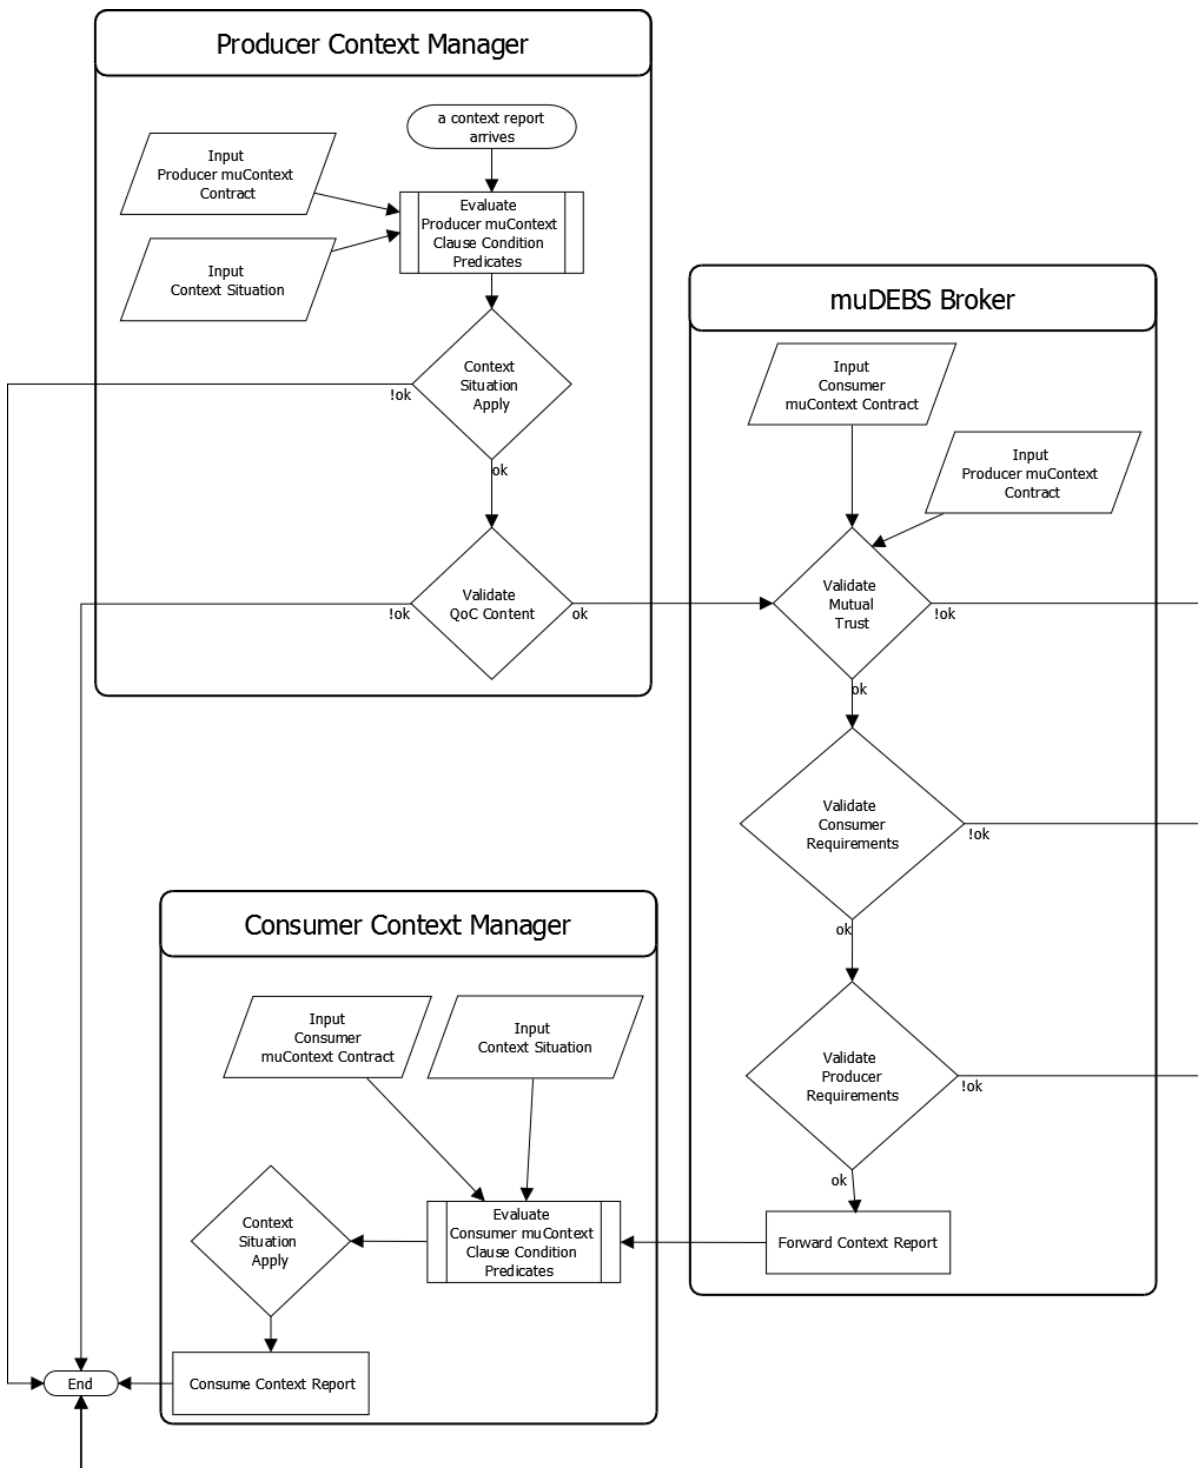 Producer Context Manager
a context report
arrives
Input
Producer muContext
Contract
Evaluate
Producer muContext
Clause Condition
Predicates
Input
Context Situation
Context
Situation
Apply
!ok
ok
Validate
QoC Content
!ok
ok
muDEBS Broker
Input
Consumer
muContext Contract
Input
Producer muContext
Contract
Validate
Mutual
Trust
!ok
ok
Validate
Consumer
Requirements
!ok
ok
Validate
Producer
Requirements
!ok
ok
Forward Context Report
Consumer Context Manager
Input
Consumer
muContext Contract
Input
Context Situation
Evaluate
Consumer muContext
Clause Condition
Predicates
Context
Situation
Apply
Consume Context Report
End